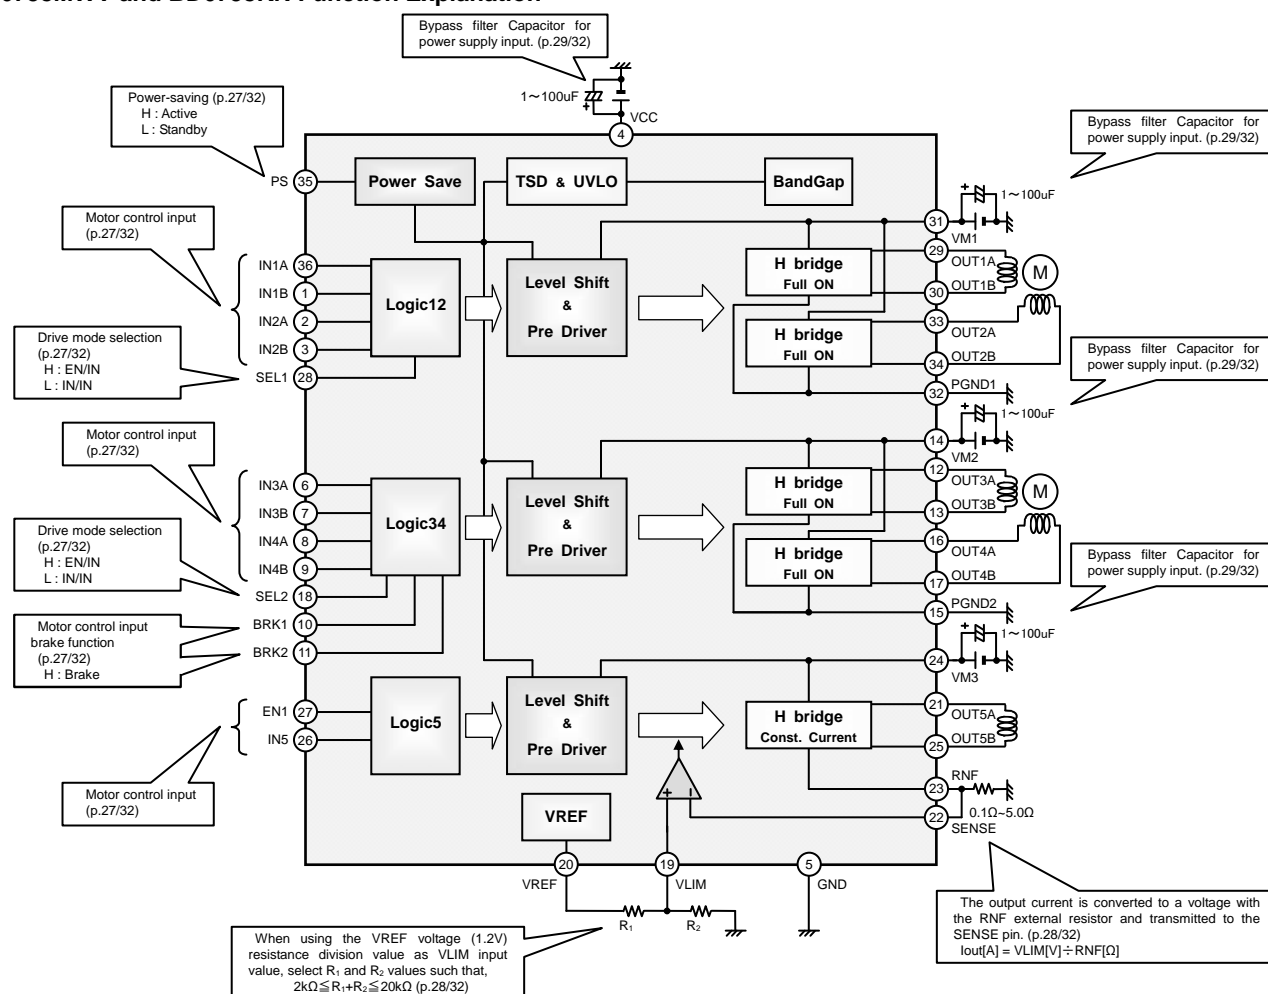 Bypass filter Capacitor for
power supply input. (p.29/32)
1～100uF
+
VCC
4
Power-saving (p.27/32)
H : Active
L : Standby
PS
35
Power Save
TSD & UVLO
BandGap
Bypass filter Capacitor for
power supply input. (p.29/32)
+
1～100uF
31
VM1
Motor control input
(p.27/32)
IN1A 36
IN1B 1
IN2A 2
IN2B 3
SEL1 28
Logic12
Level Shift
&
Pre Driver
H bridge
Full ON
H bridge
Full ON
29
OUT1A
30
OUT1B
M
33
OUT2A
34
OUT2B
32
PGND1
Drive mode selection
(p.27/32)
H : EN/IN
L : IN/IN
Bypass filter Capacitor for
power supply input. (p.29/32)
+
1～100uF
14
VM2
Motor control input
(p.27/32)
IN3A 6
IN3B 7
IN4A 8
IN4B 9
SEL2 18
BRK1 10
BRK2 11
Logic34
Level Shift
&
Pre Driver
H bridge
Full ON
H bridge
Full ON
12
OUT3A
13
OUT3B
M
16
OUT4A
17
OUT4B
15
PGND2
Drive mode selection
(p.27/32)
H : EN/IN
L : IN/IN
Motor control input
brake function
(p.27/32)
H : Brake
Bypass filter Capacitor for
power supply input. (p.29/32)
+
1～100uF
24
VM3
EN1 27
IN5 26
Logic5
Level Shift
&
Pre Driver
H bridge
Const. Current
21
OUT5A
25
OUT5B
Motor control input
(p.27/32)
+ −
23
RNF
0.1Ω~5.0Ω
22
SENSE
VREF
20
VREF
19
VLIM
5
GND
R1
R2
When using the VREF voltage (1.2V)
resistance division value as VLIM input
value, select R1 and R2 values such that,
2kΩ≦R1+R2≦20kΩ (p.28/32)
The output current is converted to a voltage with
the RNF external resistor and transmitted to the
SENSE pin. (p.28/32)
Iout[A] = VLIM[V]÷RNF[Ω]